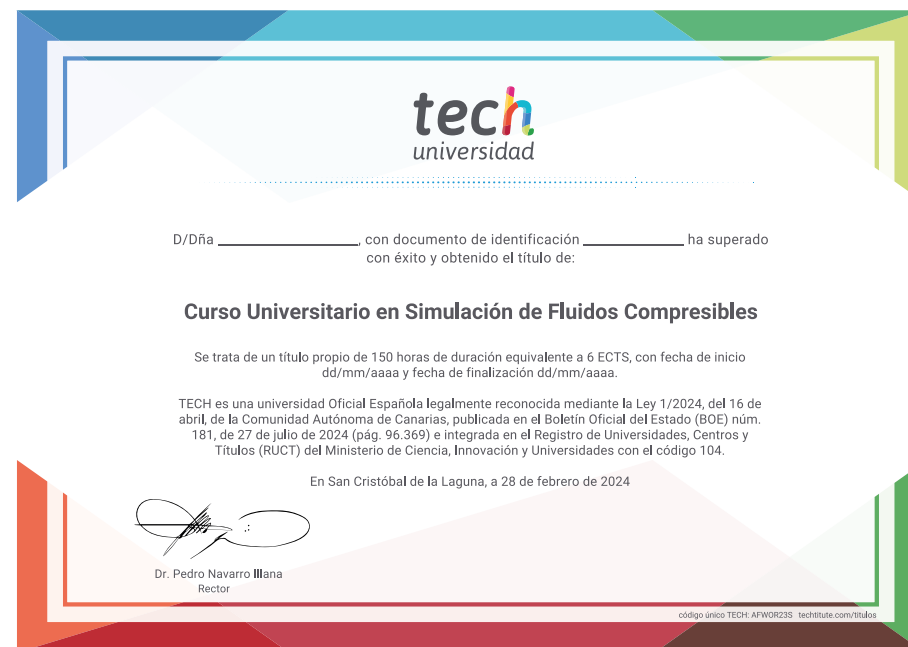 tech
universidad
D/Dña ____________________, con documento de identificación ______________ ha superado
con éxito y obtenido el título de:
Curso Universitario en Simulación de Fluidos Compresibles
Se trata de un título propio de 150 horas de duración equivalente a 6 ECTS, con fecha de inicio
dd/mm/aaaa y fecha de finalización dd/mm/aaaa.
TECH es una universidad Oficial Española legalmente reconocida mediante la Ley 1/2024, del 16 de
abril, de la Comunidad Autónoma de Canarias, publicada en el Boletín Oficial del Estado (BOE) núm.
181, de 27 de julio de 2024 (pág. 96.369) e integrada en el Registro de Universidades, Centros y
Títulos (RUCT) del Ministerio de Ciencia, Innovación y Universidades con el código 104.
En San Cristóbal de la Laguna, a 28 de febrero de 2024
Dr. Pedro Navarro Illana
Rector
código único TECH: AFWOR23S techtitute.com/titulos